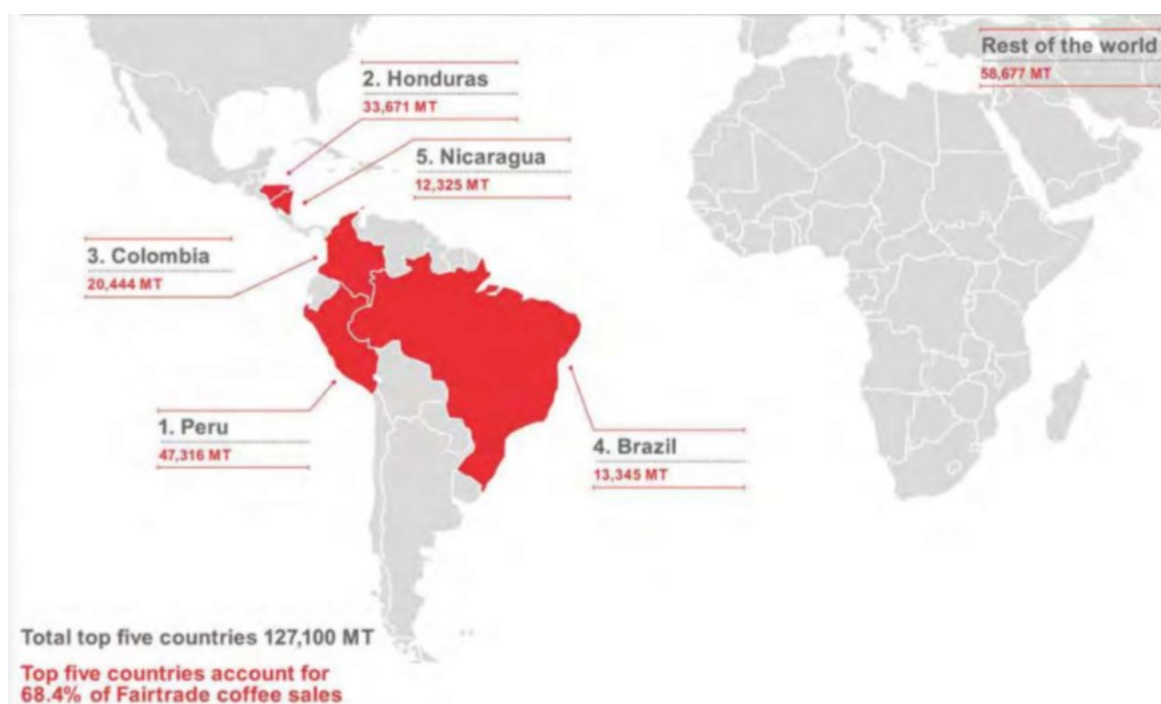 Rest of the world
58,677 MT
2. Honduras
33,671 MT
5. Nicaragua
12,325 MT
3. Colombia
20,444 MT
1. Peru
47,316 MT
4. Brazil
13,345 MT
Total top five countries 127,100 MT
Top five countries account for
68.4% of Fairtrade coffee sales